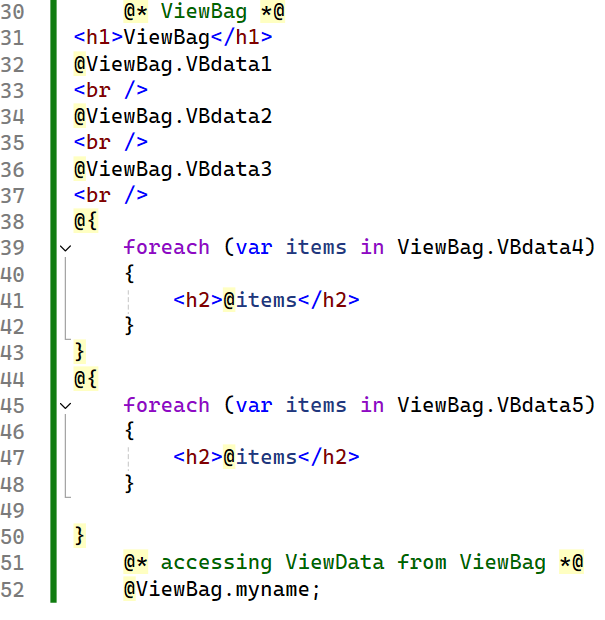 30 @* ViewBag *@
31 <h1>ViewBag</h1>
32 @ViewBag.VBdata1
33 <br />
34 @ViewBag.VBdata2
35 <br />
36 @ViewBag.VBdata3
37 <br />
38 @{
39 foreach (var items in ViewBag.VBdata4)
40 {
41 <h2>@items</h2>
42 }
43 }
44 @{
45 foreach (var items in ViewBag.VBdata5)
46 {
47 <h2>@items</h2>
48 }
49
50 }
51 @* accessing ViewData from ViewBag *@
52 @ViewBag.myname;